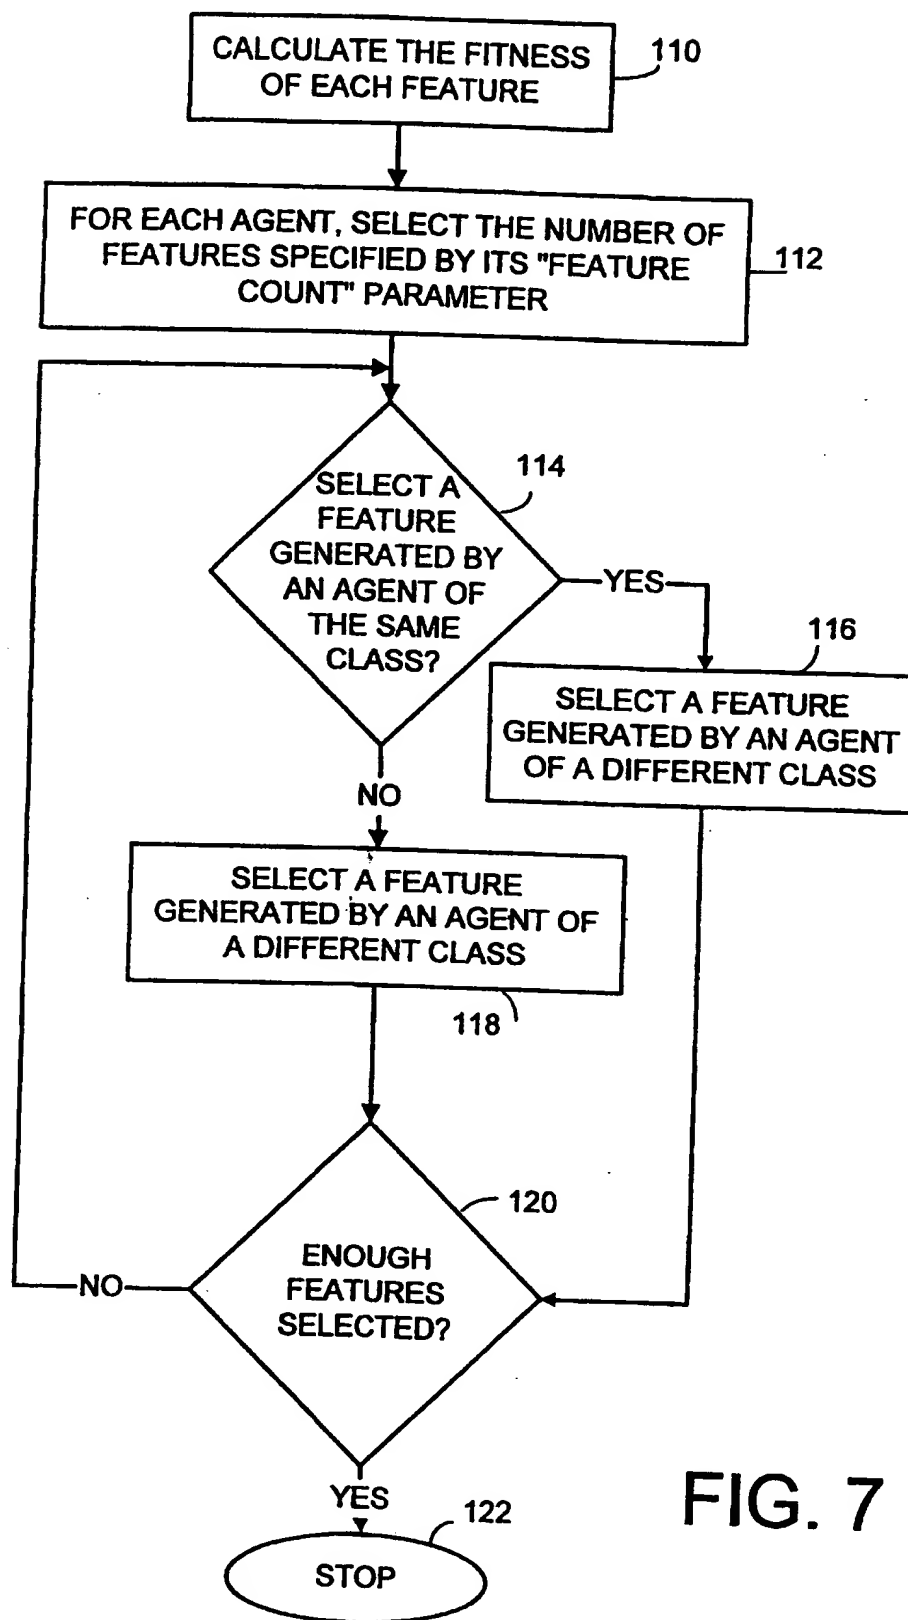 CALCULATE THE FITNESS
OF EACH FEATURE
110
FOR EACH AGENT, SELECT THE NUMBER OF
FEATURES SPECIFIED BY ITS "FEATURE
COUNT" PARAMETER
112
114
SELECT A
FEATURE
GENERATED BY
AN AGENT OF
THE SAME
CLASS?
YES
116
SELECT A FEATURE
GENERATED BY AN AGENT
OF A DIFFERENT CLASS
NO
SELECT A FEATURE
GENERATED BY AN AGENT OF
A DIFFERENT CLASS
118
120
ENOUGH
FEATURES
SELECTED?
NO
YES
122
STOP
FIG. 7